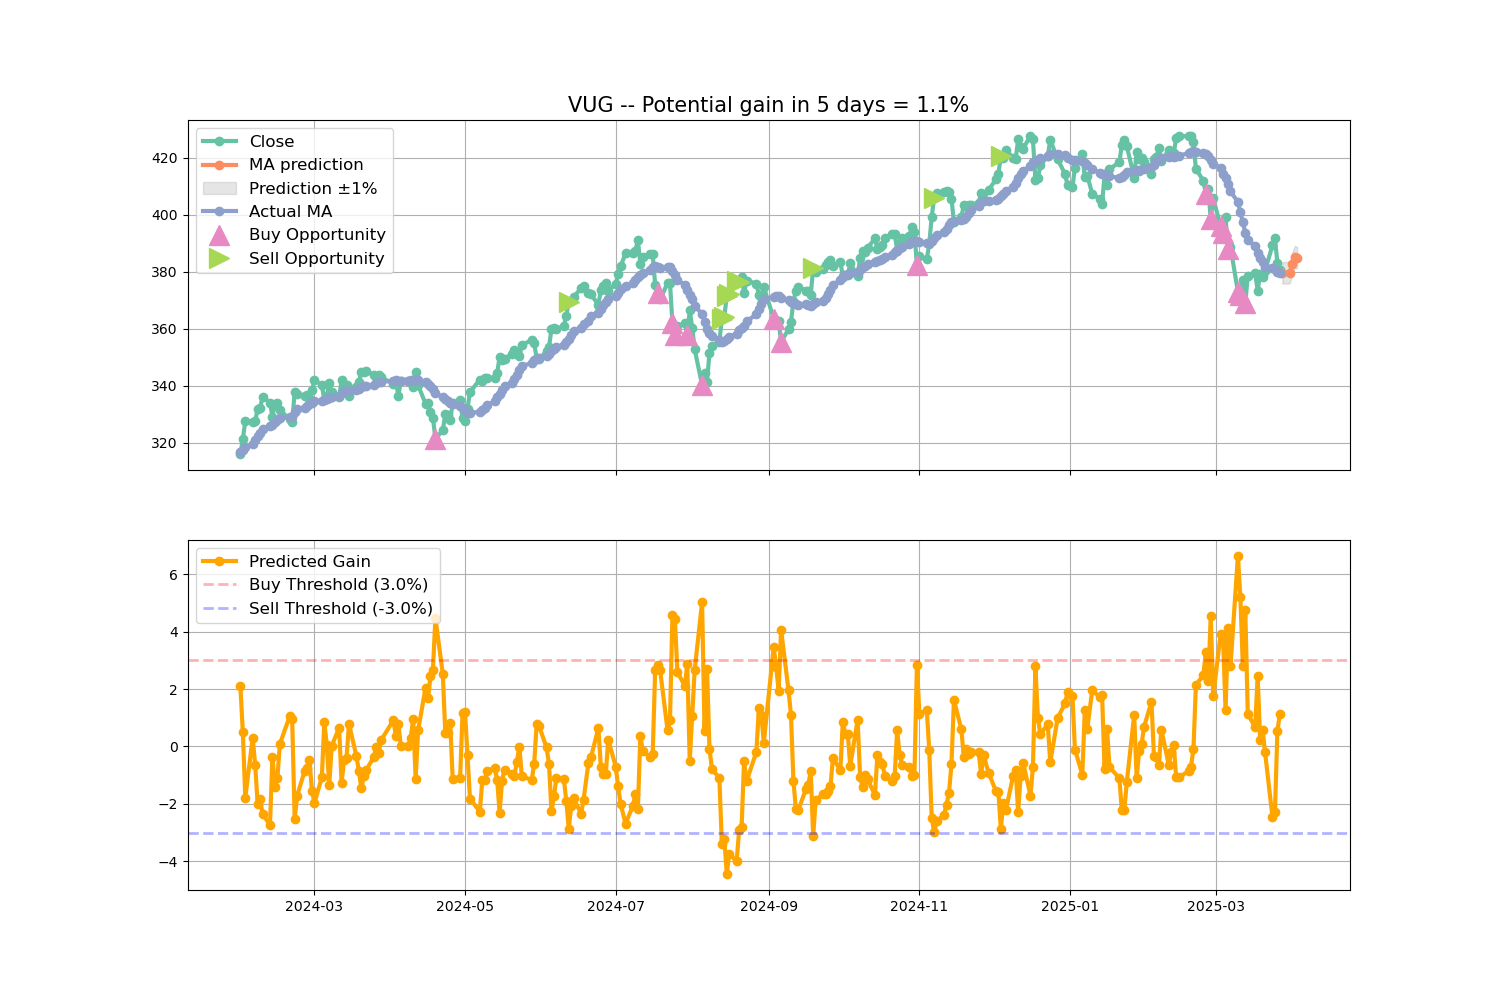 VUG -- Potential gain in 5 days = 1.1%
Close
MA prediction
Prediction ±1%
Actual MA
Buy Opportunity
Sell Opportunity
420
400
380
360
340
320
Predicted Gain
Buy Threshold (3.0%)
Sell Threshold (-3.0%)
6
4
2
0
−2
−4
2024-03 2024-05 2024-07 2024-09 2024-11 2025-01 2025-03